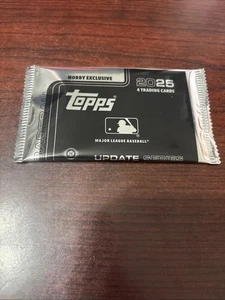 HOBBY EXCLUSIVE
2025
4 TRADING CARDS
Topps
MAJOR LEAGUE BASEBALL
UPDATE